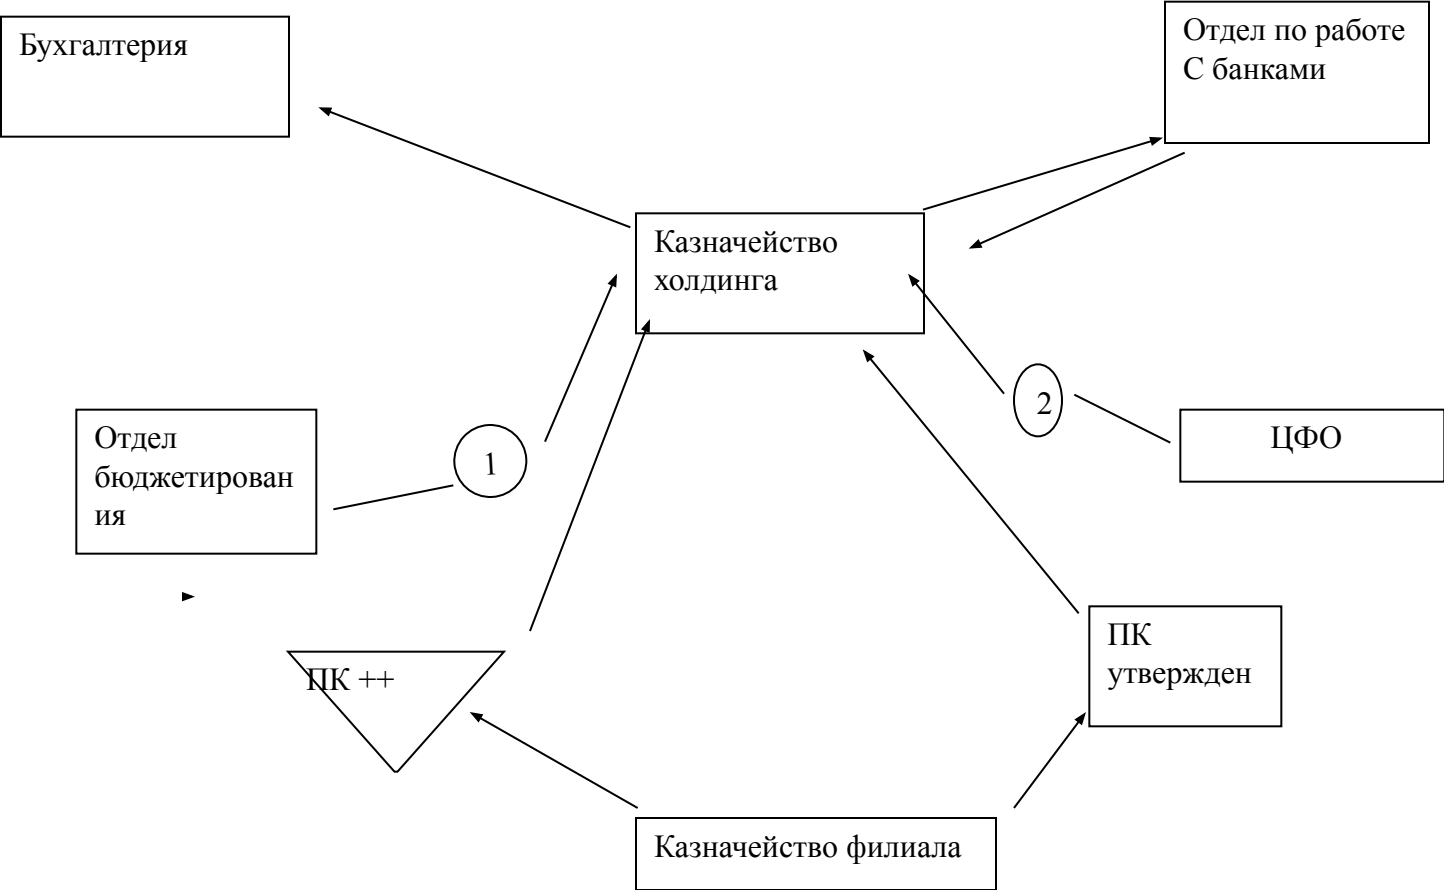 Бухгалтерия
Отдел по работе
С банками
Казначейство
холдинга
Отдел
бюджетирован
ия
1
2
ЦФО
ПК ++
ПК
утвержден
Казначейство филиала